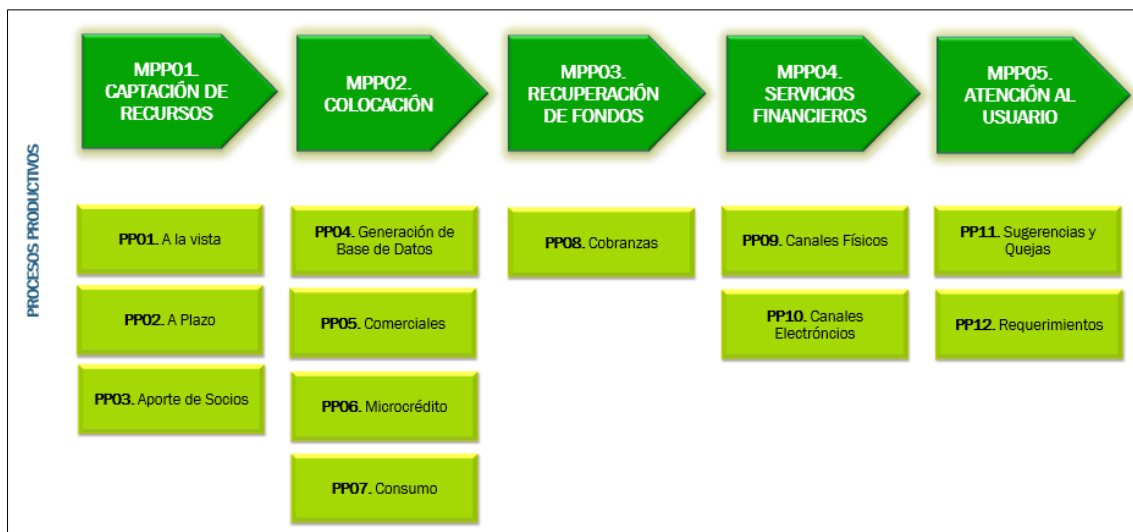 PROCESOS PRODUCTIVOS
MPP01.
CAPTACIÓN DE
RECURSOS
MPP02.
COLOCACIÓN
MPP03.
RECUPERACIÓN
DE FONDOS
MPP04.
SERVICIOS
FINANCIEROS
MPP05.
ATENCIÓN AL
USUARIO
PP01. A la vista
PP02. A Plazo
PP03. Aporte de Socios
PP04. Generación de
Base de Datos
PP05. Comerciales
PP06. Microcrédito
PP07. Consumo
PP08. Cobranzas
PP09. Canales Físicos
PP10. Canales
Electróncios
PP11. Sugerencias y
Quejas
PP12. Requerimientos